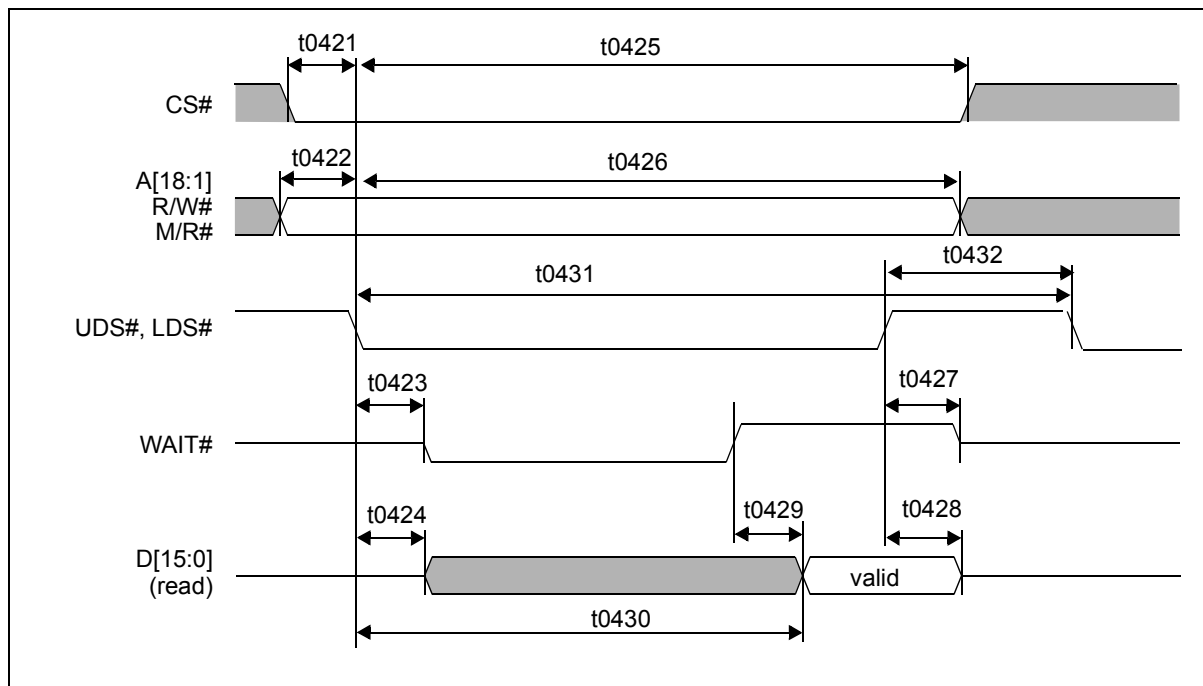 t0421
t0425
CS#
t0422
t0426
A[18:1]
R/W#
M/R#
t0432
t0431
UDS#, LDS#
t0423
t0427
WAIT#
t0424
t0429
t0428
D[15:0]
(read)
valid
t0430